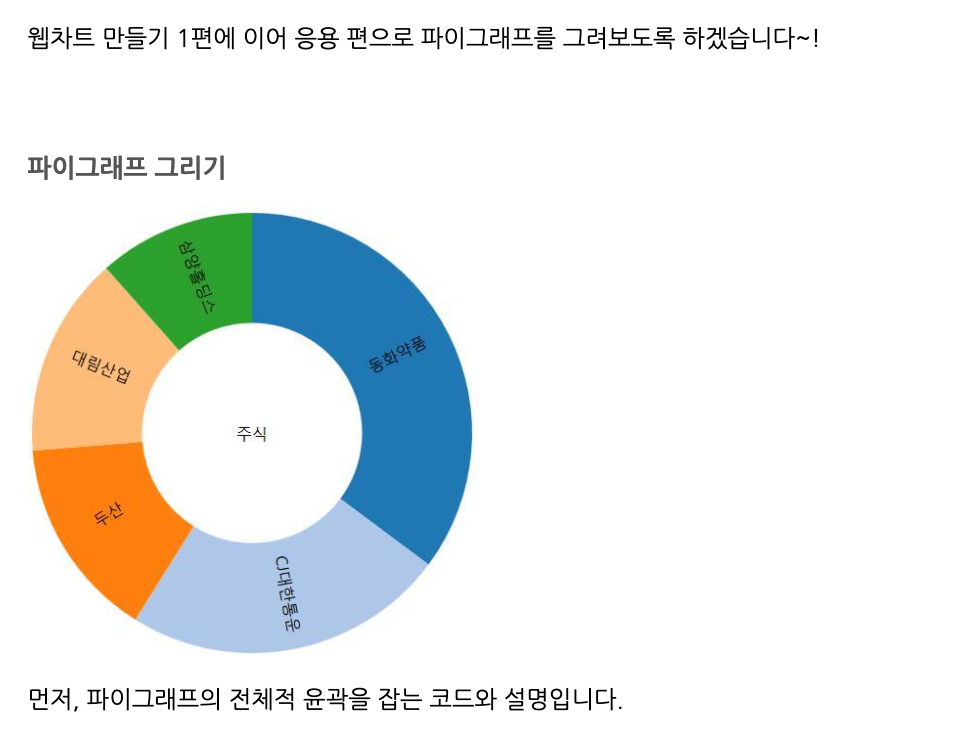 웹차트 만들기 1편에 이어 응용 편으로 파이그래프를 그려보도록 하겠습니다~!
파이그래프 그리기
삼양홀딩스
동화약품
대림산업
주식
두산
CJ대한통운
먼저, 파이그래프의 전체적 윤곽을 잡는 코드와 설명입니다.